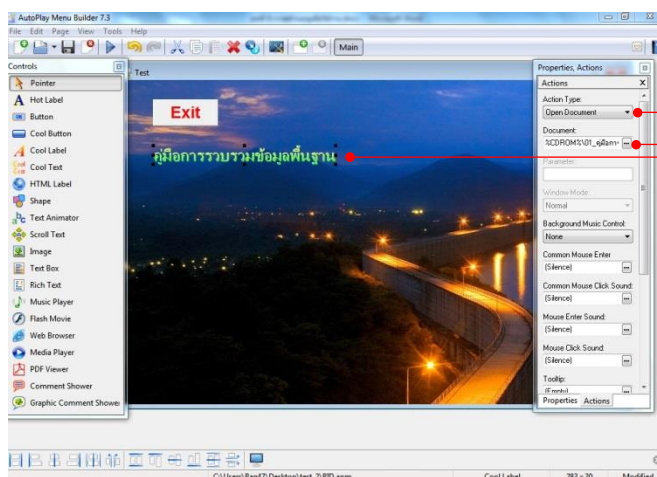 AutoPlay Menu Builder 7.3
File Edit Page View Tools Help
Main
Controls
Pointer
Hot Label
Button
Cool Button
Cool Label
Cool Text
HTML Label
Shape
Text Animator
Scroll Text
Image
Text Box
Rich Text
Music Player
Flash Movie
Web Browser
Media Player
PDF Viewer
Comment Shower
Graphic Comment Shower
Test
Exit
คู่มือการรวบรวมข้อมูลพื้นฐาน
Properties, Actions
Actions X
Action Type:
Open Document
Document:
%CDROM%\01_คู่มือกา
Parameter:
Window Mode:
Normal
Background Music Control:
None
Common Mouse Enter
(Silence)
Common Mouse Click Sound:
(Silence)
Mouse Enter Sound:
(Silence)
Mouse Click Sound:
(Silence)
Tooltip:
(Empty)
Properties Actions
Cool Label
283 x 30
Modified